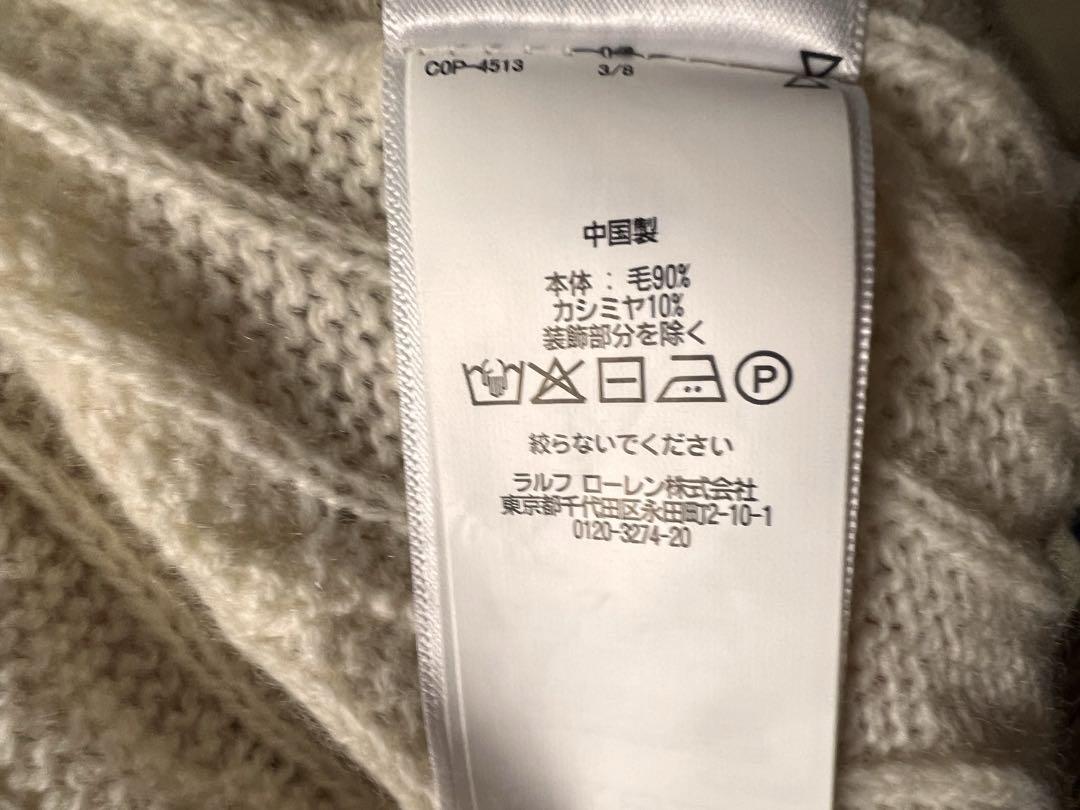 COP-4513
3/8
中国製
本体 : 毛90%
カシミヤ10%
装飾部分を除く
P
絞らないでください
ラルフ ローレン株式会社
東京都千代田区永田町2-10-1
0120-3274-20